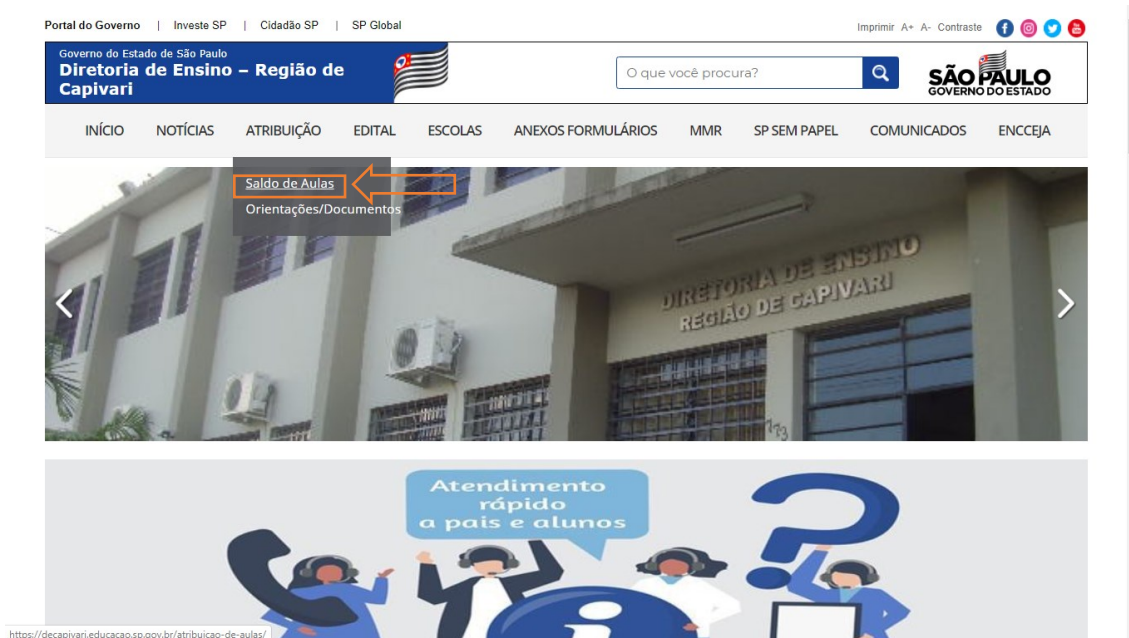 Portal do Governo | Investe SP | Cidadão SP | SP Global
Imprimir A+ A- Contraste
Governo do Estado de São Paulo
Diretoria de Ensino – Região de
Capivari
O que você procura?
SÃO PAULO
GOVERNO DO ESTADO
INÍCIO NOTÍCIAS ATRIBUIÇÃO EDITAL ESCOLAS ANEXOS FORMULÁRIOS MMR SP SEM PAPEL COMUNICADOS ENCCEJA
Saldo de Aulas
Orientações/Documentos
DIRETORIA DE ENSINO
REGIÃO DE CAPIVARI
173
Atendimento
rápido
a pais e alunos
https://decapivari.educacao.sp.gov.br/atribuicao-de-aulas/